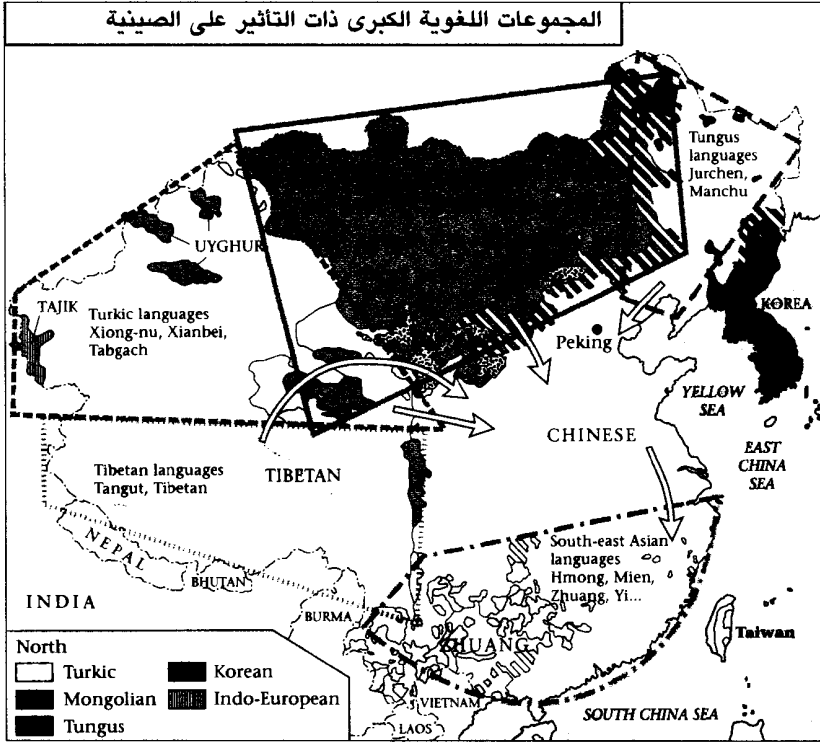 المجموعات اللغوية الكبرى ذات التأثير على الصينية
Tungus
languages
Jurchen,
Manchu
UYGHUR
TAJIK
Turkic languages
Xiong-nu, Xianbei,
Tabgach
KOREA
Peking
YELLOW
SEA
CHINESE
EAST
CHINA
SEA
Tibetan languages
Tangut, Tibetan
TIBETAN
South-east Asian
languages
Hmong, Mien,
Zhuang, Yi...
NEPAL
BHUTAN
INDIA
BURMA
ZHUANG
Taiwan
VIETNAM
LAOS
SOUTH CHINA SEA
North
Turkic
Korean
Mongolian
Indo-European
Tungus